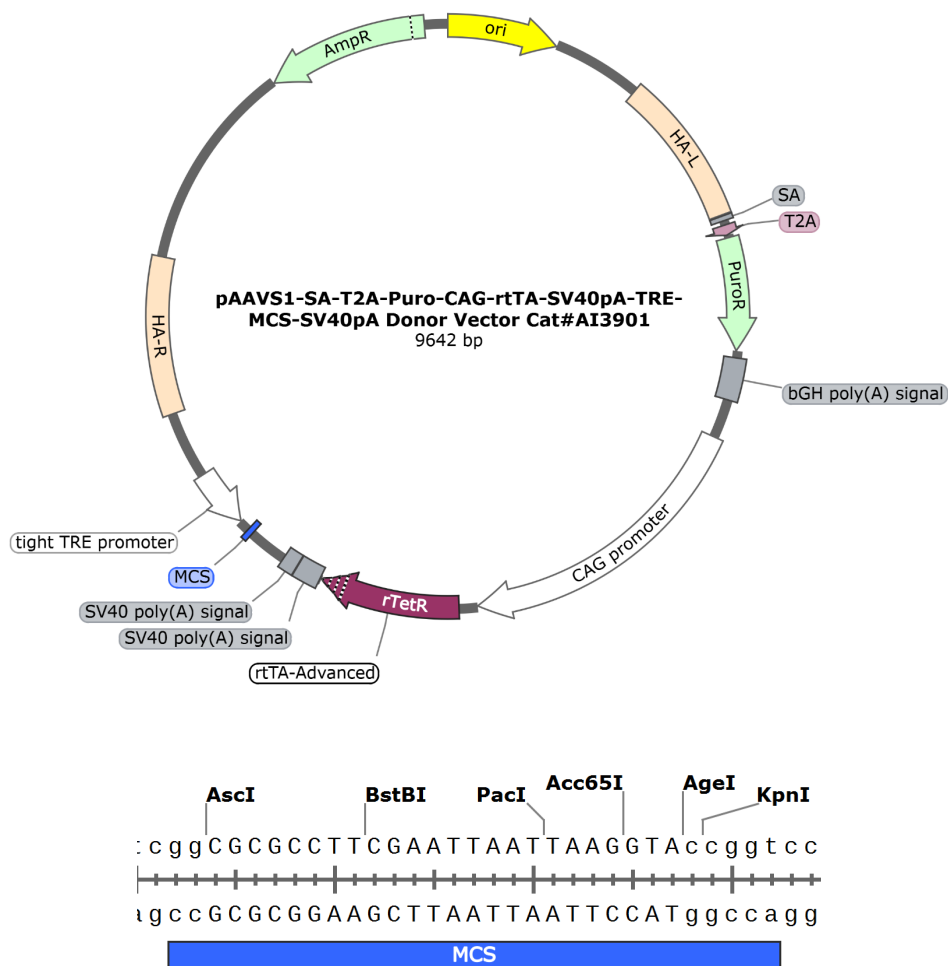 AmpR
ori
HA-L
SA
T2A
PuroR
pAAVS1-SA-T2A-Puro-CAG-rtTA-SV40pA-TRE-
MCS-SV40pA Donor Vector Cat#AI3901
9642 bp
HA-R
bGH poly(A) signal
CAG promoter
tight TRE promoter
MCS
SV40 poly(A) signal
SV40 poly(A) signal
rTetR
rtTA-Advanced
AscI BstBI PacI Acc65I AgeI KpnI
tcggCGCGCCTTCGAATTAATTAAGGTAccggtcc
agccGCGCGGAAGCTTAATTAATTCCATggccagg
MCS